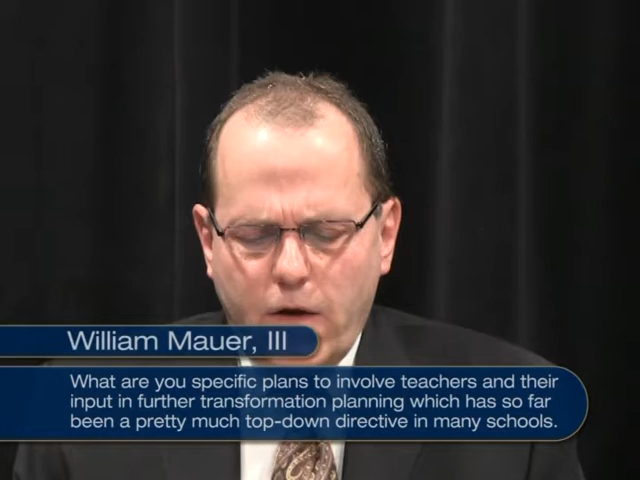 William Mauer, III
What are you specific plans to involve teachers and their
input in further transformation planning which has so far
been a pretty much top-down directive in many schools.